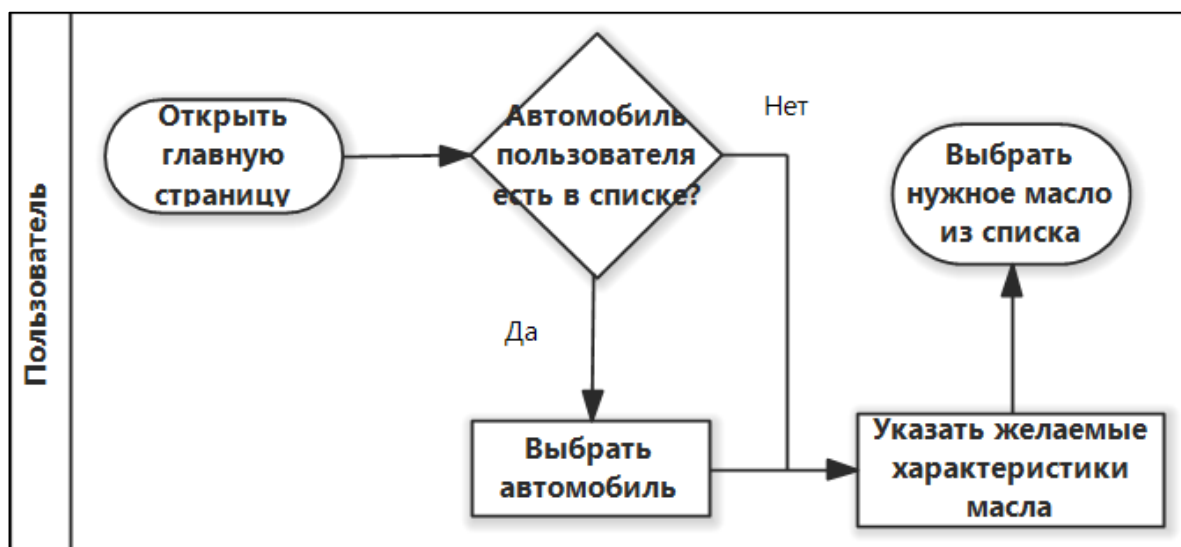 Пользователь
Открыть
главную
страницу
Автомобиль
пользователя
есть в списке?
Нет
Да
Выбрать
автомобиль
Указать желаемые
характеристики
масла
Выбрать
нужное масло
из списка